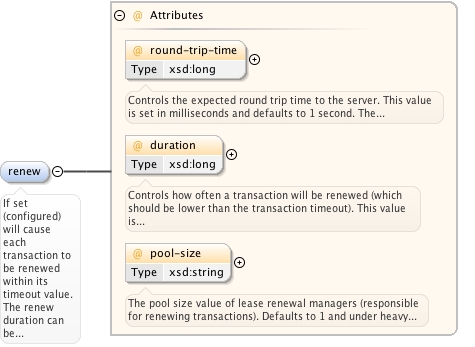 @ Attributes
@ round-trip-time
Type xsd:long
Controls the expected round trip time to the server. This value
is set in milliseconds and defaults to 1 second. The...
@ duration
Type xsd:long
Controls how often a transaction will be renewed (which
should be lower than the transaction timeout). This value
is...
@ pool-size
Type xsd:string
The pool size value of lease renewal managers (responsible
for renewing transactions). Defaults to 1 and under heavy...
renew
If set
(configured)
will cause
each
transaction to
be renewed
within its
timeout value.
The renew
duration can
be...